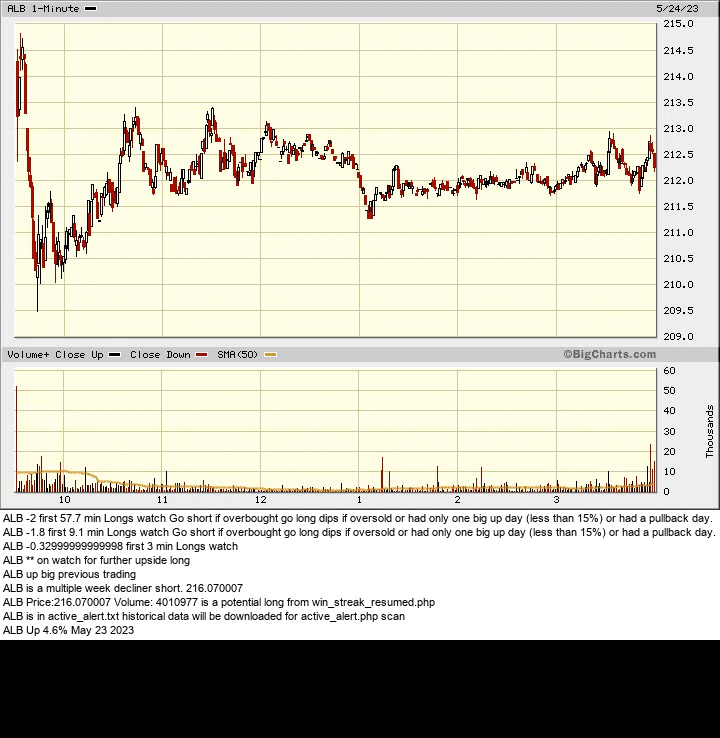 ALB 1-Minute 5/24/23
215.0
214.5
214.0
213.5
213.0
212.5
212.0
211.5
211.0
210.5
210.0
209.5
209.0
Volume+ Close Up Close Down SMA(50) ©BigCharts.com
60
50
40
30
20
10
0
Thousands
10 11 12 1 2 3
ALB -2 first 57.7 min Longs watch Go short if overbought go long dips if oversold or had only one big up day (less than 15%) or had a pullback day.
ALB -1.8 first 9.1 min Longs watch Go short if overbought go long dips if oversold or had only one big up day (less than 15%) or had a pullback day.
ALB -0.32999999999998 first 3 min Longs watch
ALB ** on watch for further upside long
ALB up big previous trading
ALB is a multiple week decliner short. 216.070007
ALB Price:216.070007 Volume: 4010977 is a potential long from win_streak_resumed.php
ALB is in active_alert.txt historical data will be downloaded for active_alert.php scan
ALB Up 4.6% May 23 2023